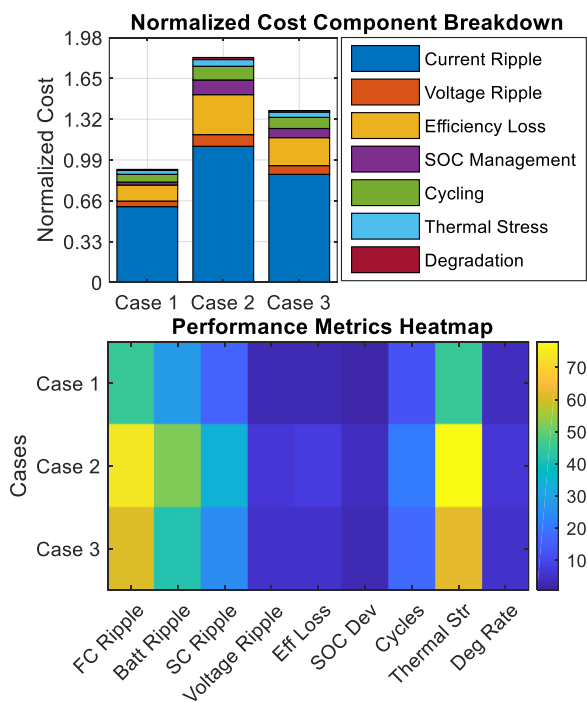 Normalized Cost Component Breakdown
Normalized Cost
1.98
1.65
1.32
0.99
0.66
0.33
0
Case 1
Case 2
Case 3
Current Ripple
Voltage Ripple
Efficiency Loss
SOC Management
Cycling
Thermal Stress
Degradation
Performance Metrics Heatmap
Cases
Case 1
Case 2
Case 3
FC Ripple
Batt Ripple
SC Ripple
Voltage Ripple
Eff Loss
SOC Dev
Cycles
Thermal Str
Deg Rate
70
60
50
40
30
20
10